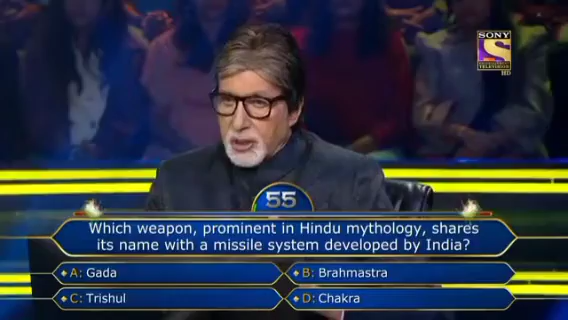 SONY
S
TELEVISION
HD
55
Which weapon, prominent in Hindu mythology, shares
its name with a missile system developed by India?
A: Gada
B: Brahmastra
C: Trishul
D: Chakra